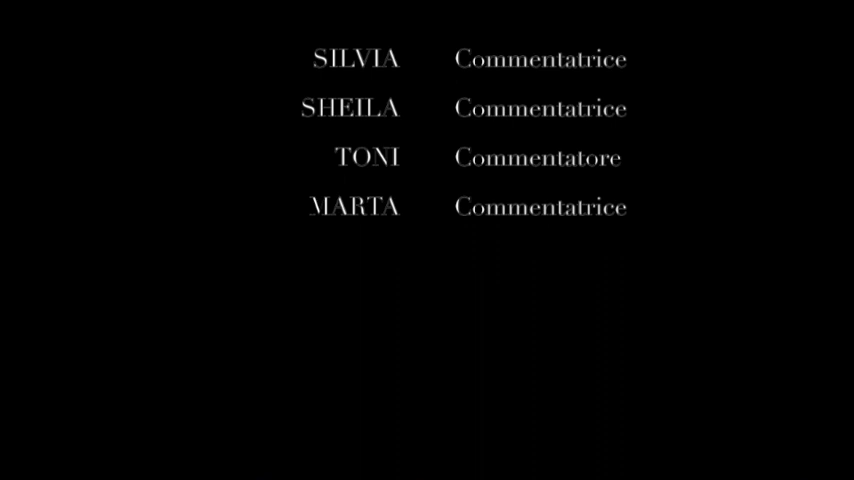 SILVIA Commentatrice
SHEILA Commentatrice
TONI Commentatore
MARTA Commentatrice